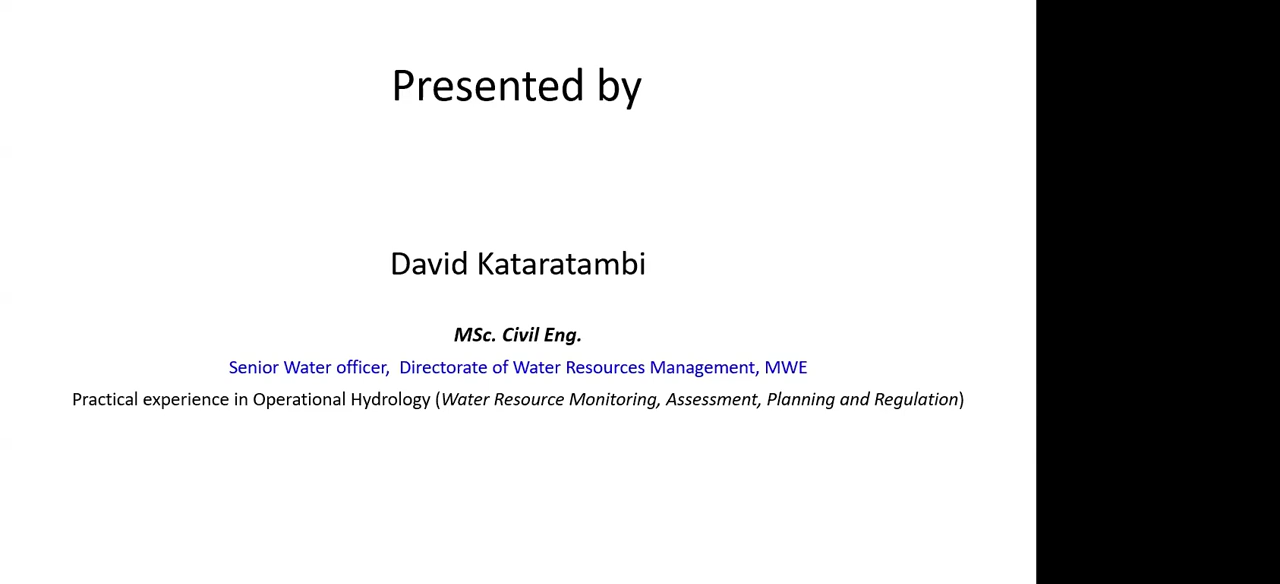 Presented by
David Kataratambi
MSc. Civil Eng.
Senior Water officer,  Directorate of Water Resources Management, MWE
Practical experience in Operational Hydrology (Water Resource Monitoring, Assessment, Planning and Regulation)